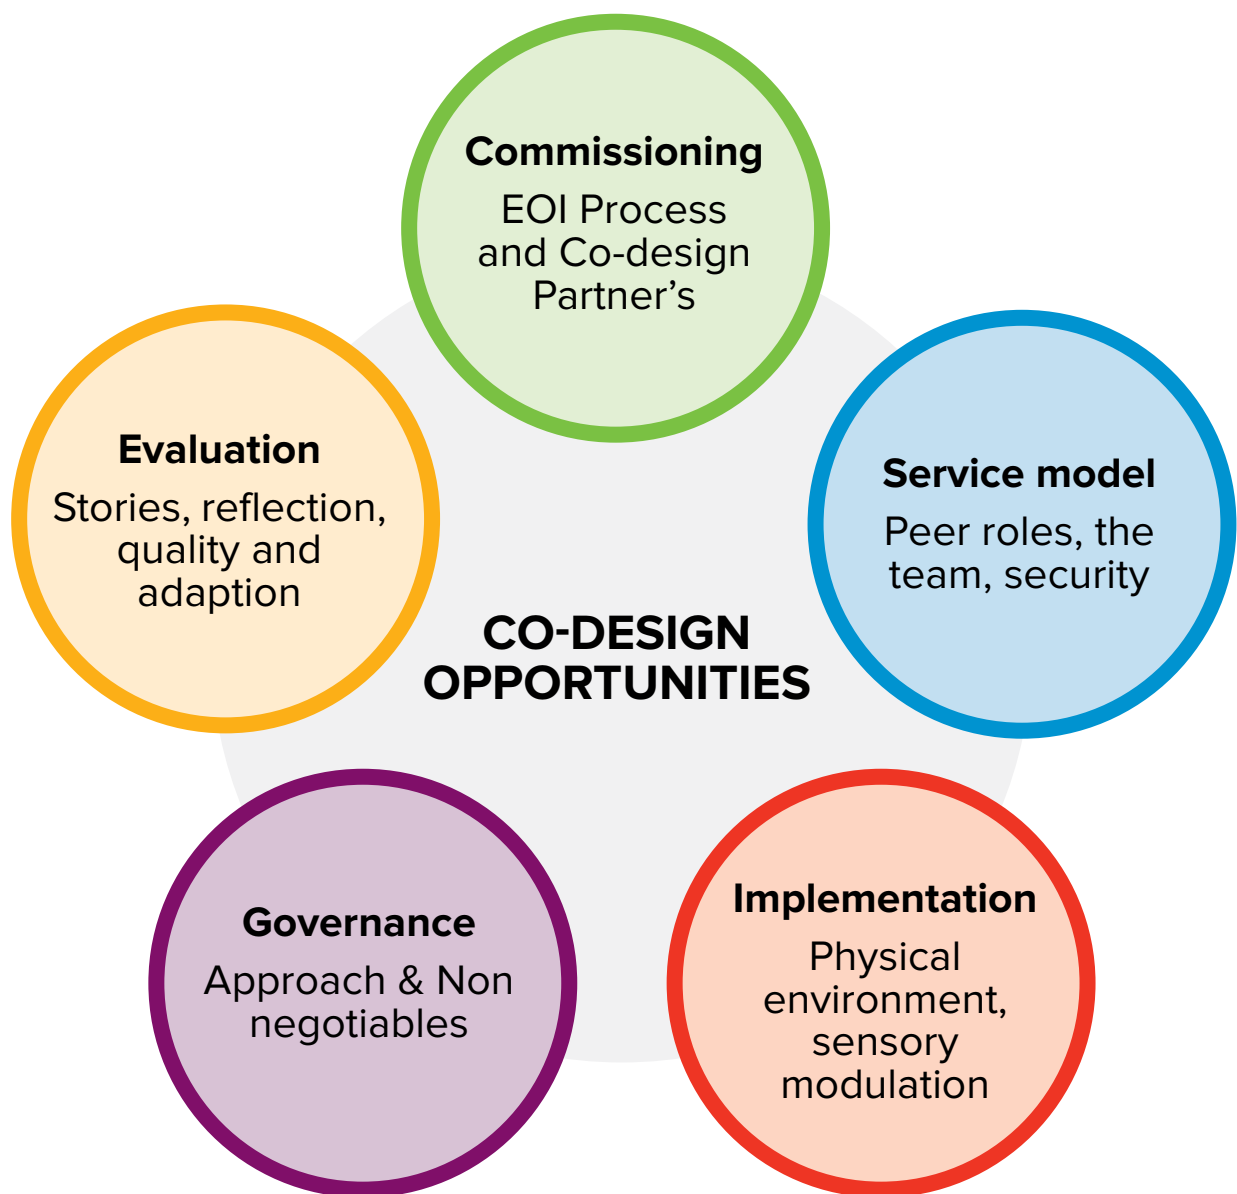 Commissioning
EOI Process
and Co-design
Partner’s
Evaluation
Stories, reflection,
quality and
adaption
Service model
Peer roles, the
team, security
CO-DESIGN
OPPORTUNITIES
Governance
Approach & Non
negotiables
Implementation
Physical
environment,
sensory
modulation